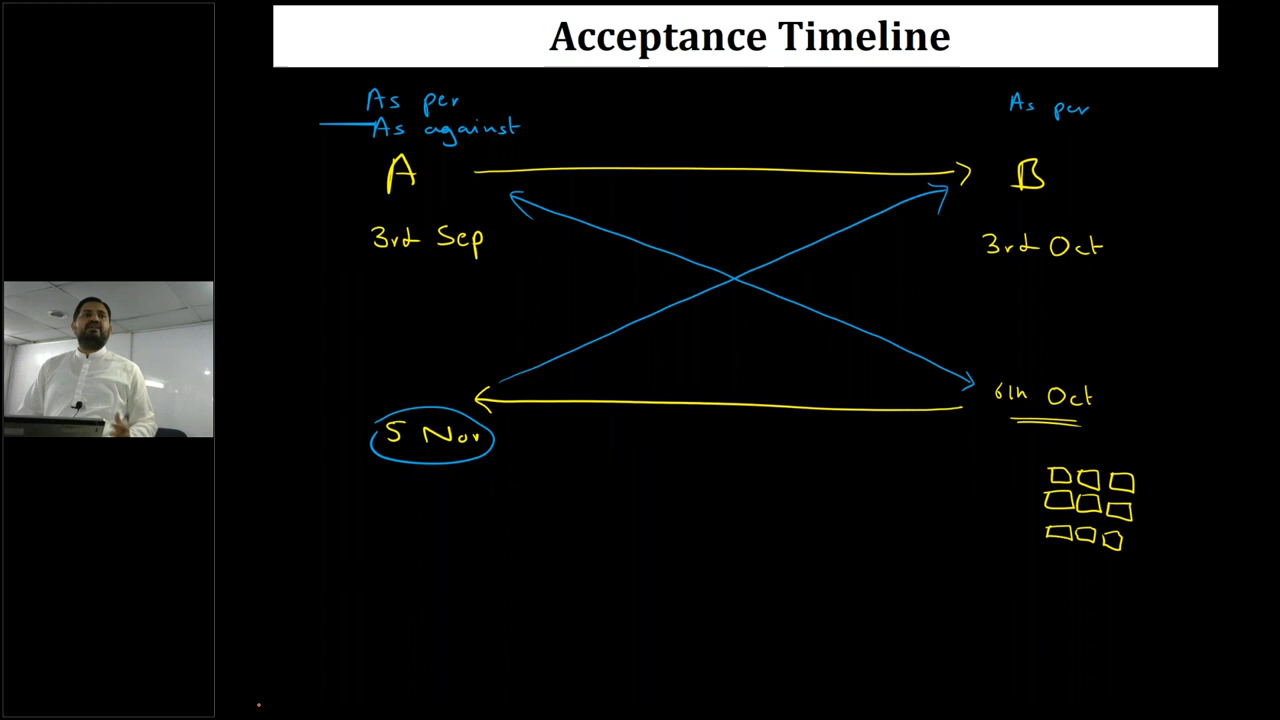 Acceptance Timeline
As per
As against
As per
A
B
3rd Sep
3rd Oct
6th Oct
5 Nov